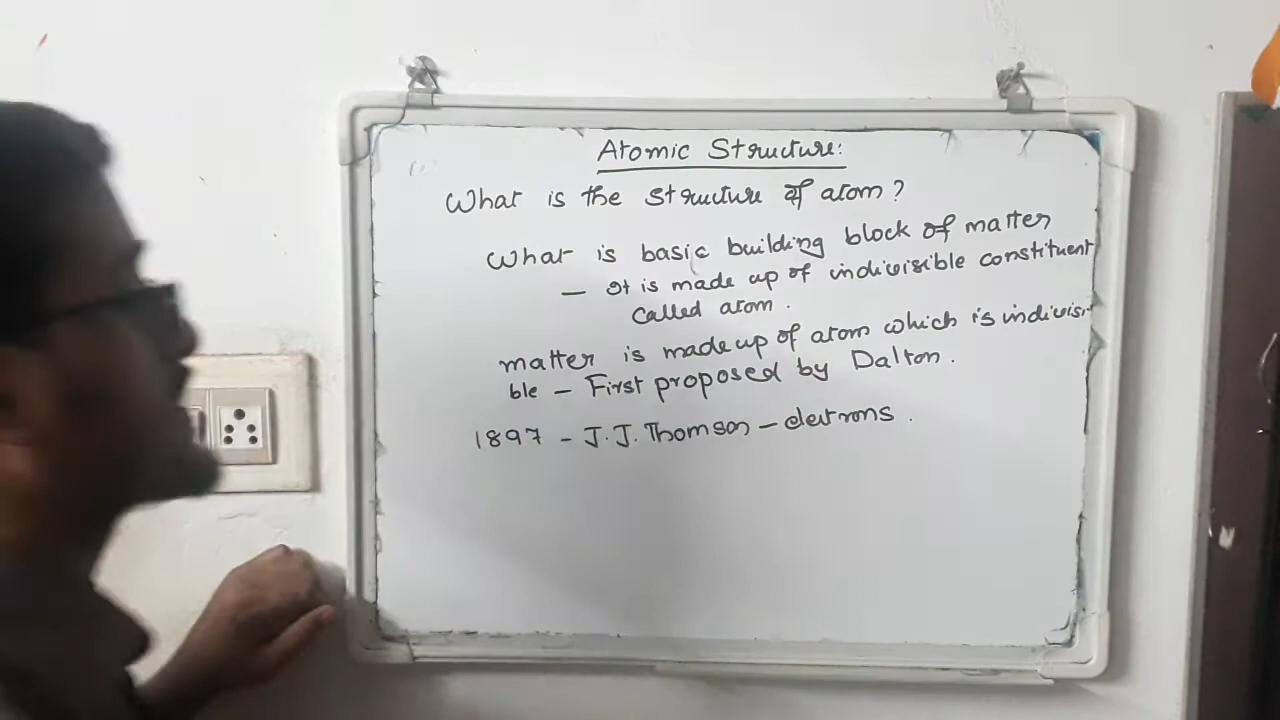 Atomic Structure:
What is the structure of atom?
What is basic building block of matter
— It is made up of indivisible constituent
Called atom.
matter is made up of atom which is indivisi-
ble – First proposed by Dalton.
1897 - J.J. Thomson – electrons.